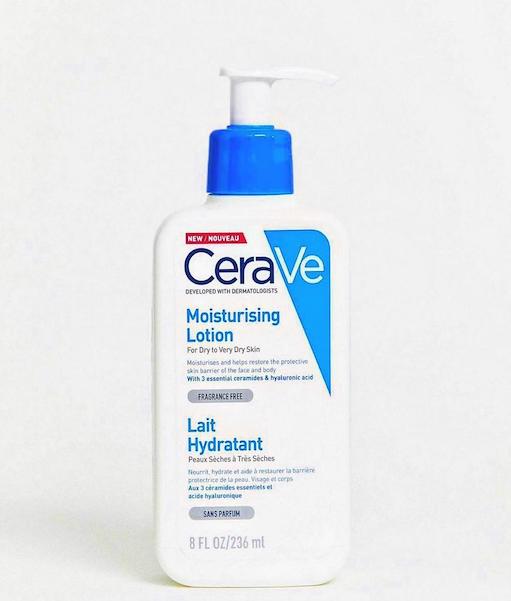 NEW / NOUVEAU
CeraVe
DEVELOPED WITH DERMATOLOGISTS
Moisturising
Lotion
For Dry to Very Dry Skin
Moisturises and helps restore the protective
skin barrier of the face and body
With 3 essential ceramides & hyaluronic acid
FRAGRANCE FREE
Lait
Hydratant
Peaux Sèches à Très Sèches
Nourrit, hydrate et aide à restaurer la barrière
protectrice de la peau. Visage et corps
Aux 3 céramides essentiels et
acide hyaluronique
SANS PARFUM
8 FL OZ/236 ml